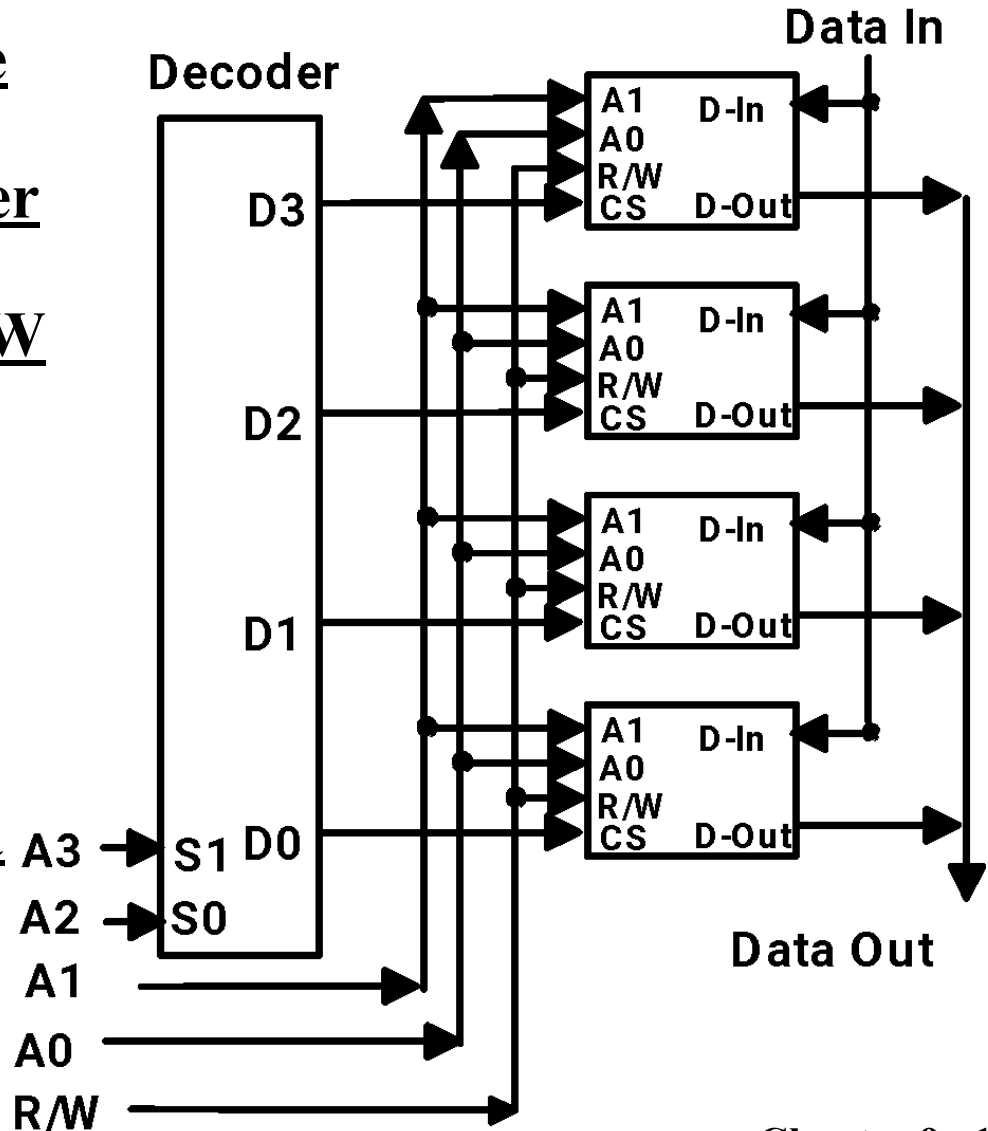 Data In
Decoder
er
W
D3
A1
A0
R/W
CS
D-In
D-Out
D2
A1
A0
R/W
CS
D-In
D-Out
D1
A1
A0
R/W
CS
D-In
D-Out
D0
A1
A0
R/W
CS
D-In
D-Out
A3
S1
A2
S0
A1
A0
R/W
Data Out